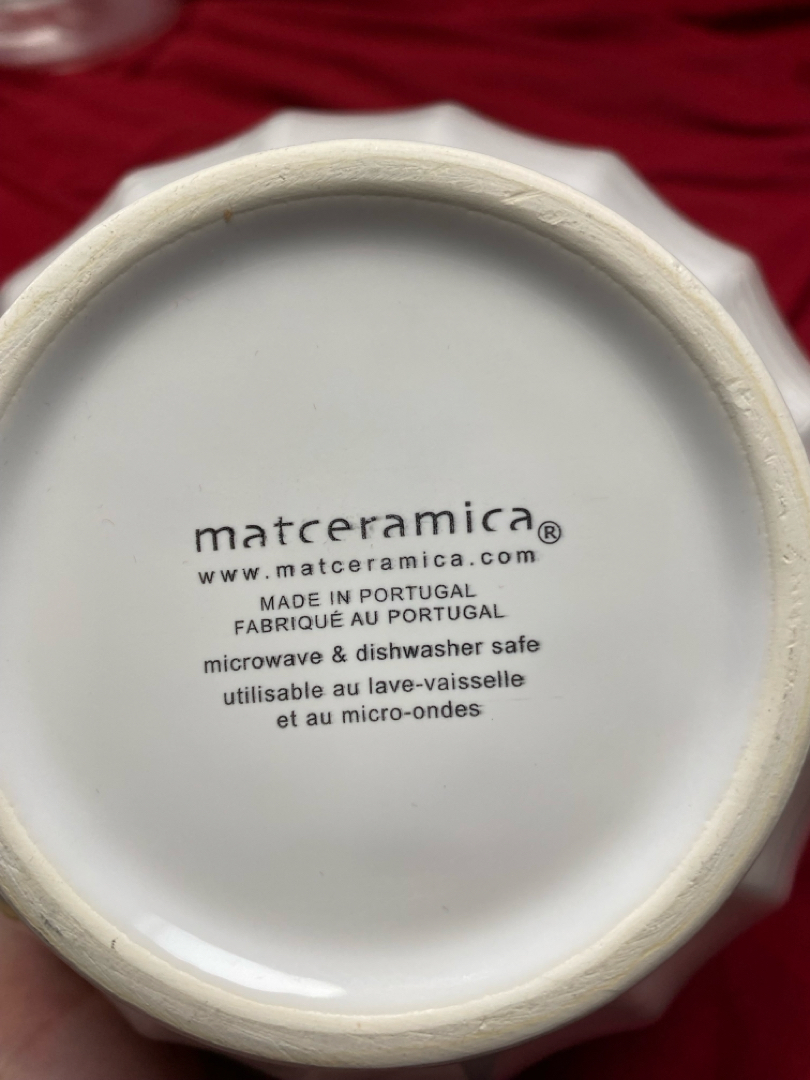 matceramica®
www.matceramica.com
MADE IN PORTUGAL
FABRIQUÉ AU PORTUGAL
microwave & dishwasher safe
utilisable au lave-vaisselle
et au micro-ondes